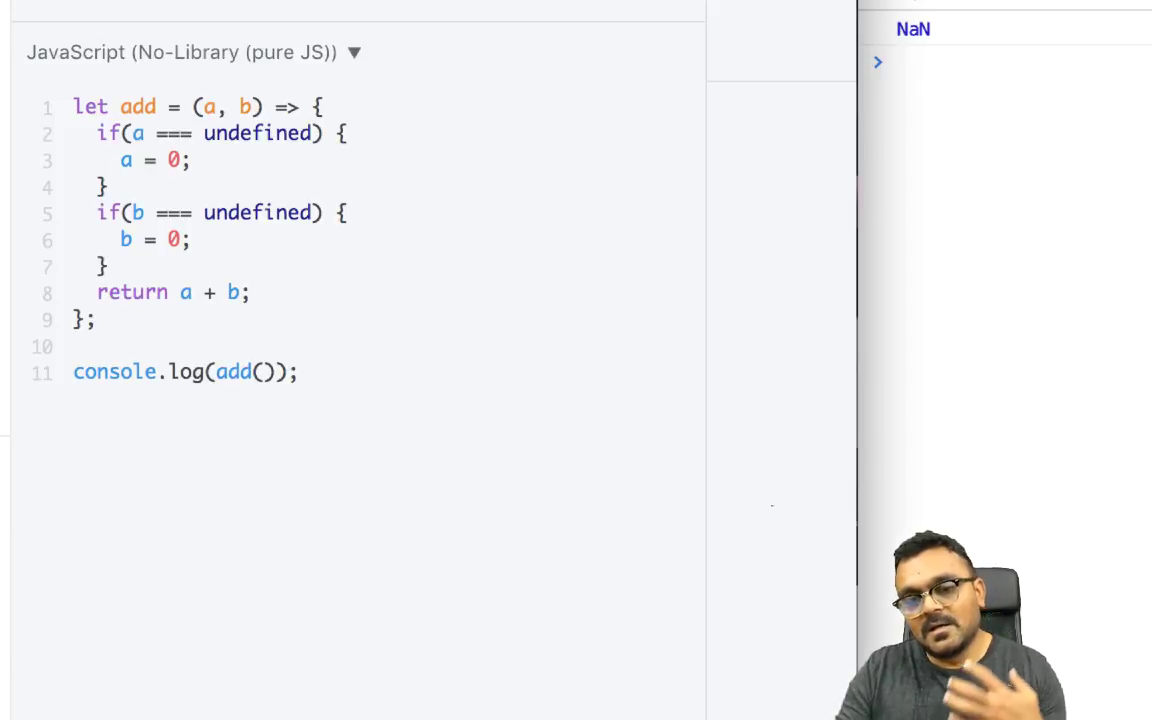 JavaScript (No-Library (pure JS)) ▼
1 let add = (a, b) => {
2   if(a === undefined) {
3     a = 0;
4   }
5   if(b === undefined) {
6     b = 0;
7   }
8   return a + b;
9 };
10
11 console.log(add());
NaN
>